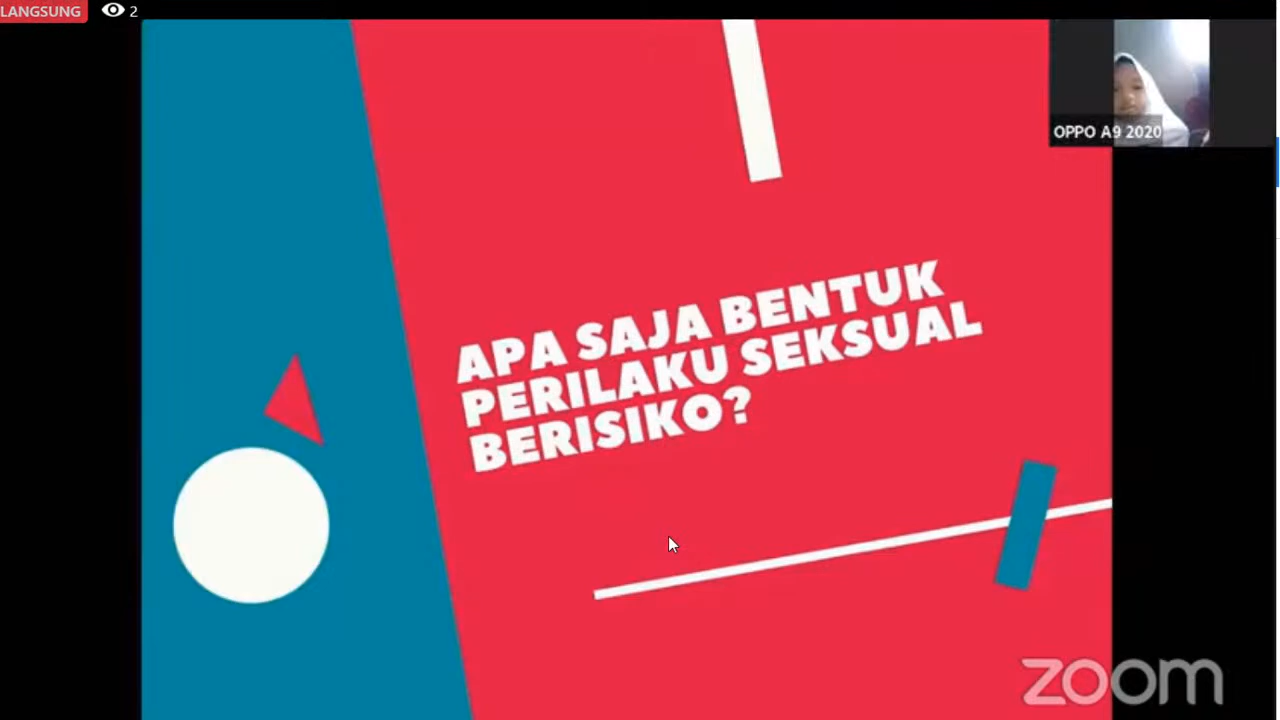 LANGSUNG
2
OPPO A9 2020
APA SAJA BENTUK
PERILAKU SEKSUAL
BERISIKO?
zoom